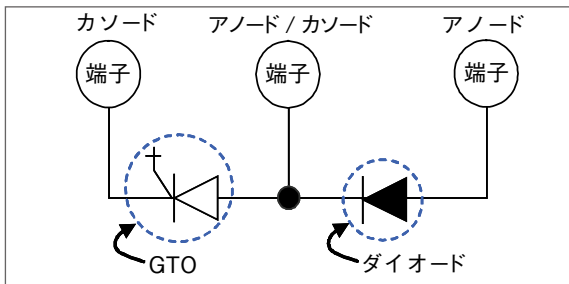 カソード
アノード / カソード
アノード
端子
端子
端子
GTO
ダイオード